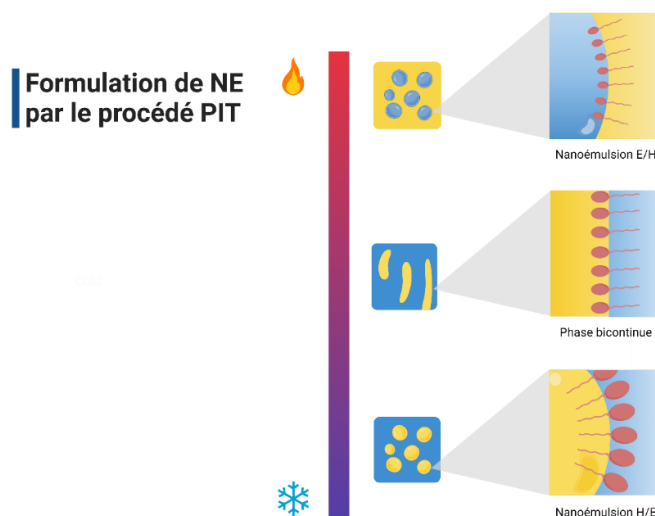 Formulation de NE
par le procédé PIT
Nanoémulsion E/H
Phase bicontinue
Nanoémulsion H/E